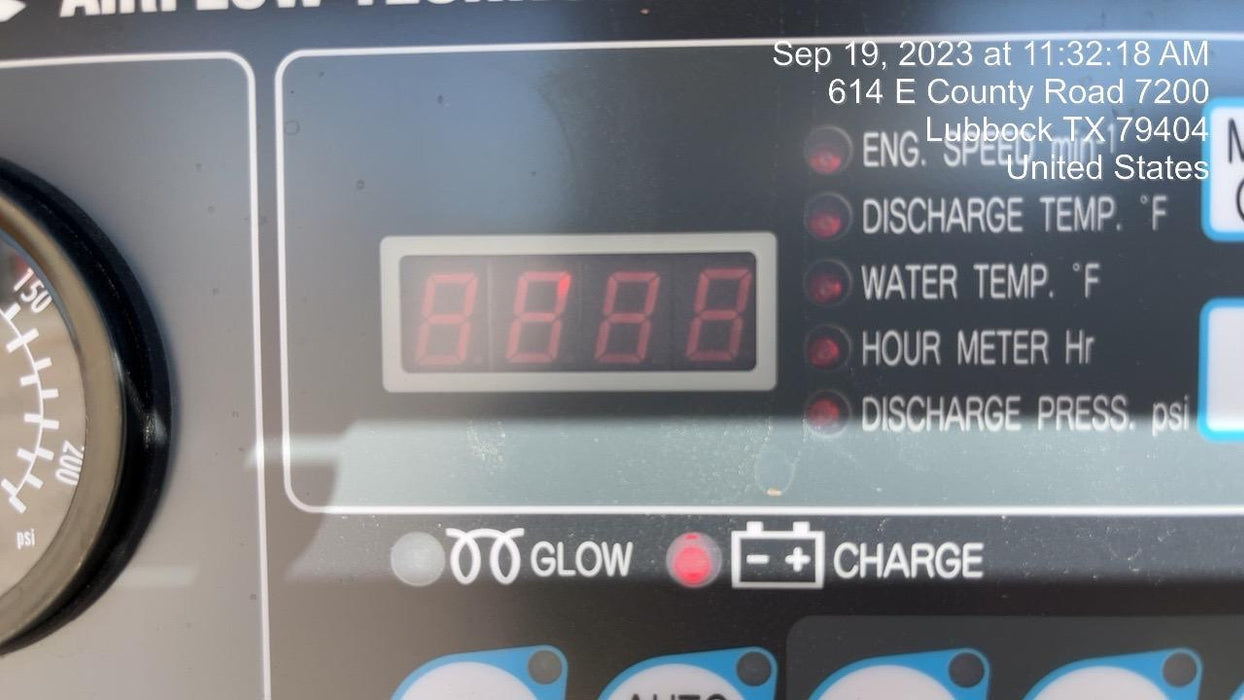 Sep 19, 2023 at 11:32:18 AM
614 E County Road 7200
Lubbock TX 79404
United States
ENG. SPEED min-1
DISCHARGE TEMP. °F
WATER TEMP. °F
HOUR METER Hr
DISCHARGE PRESS. psi
150
200
psi
GLOW
- +
CHARGE
AUTO